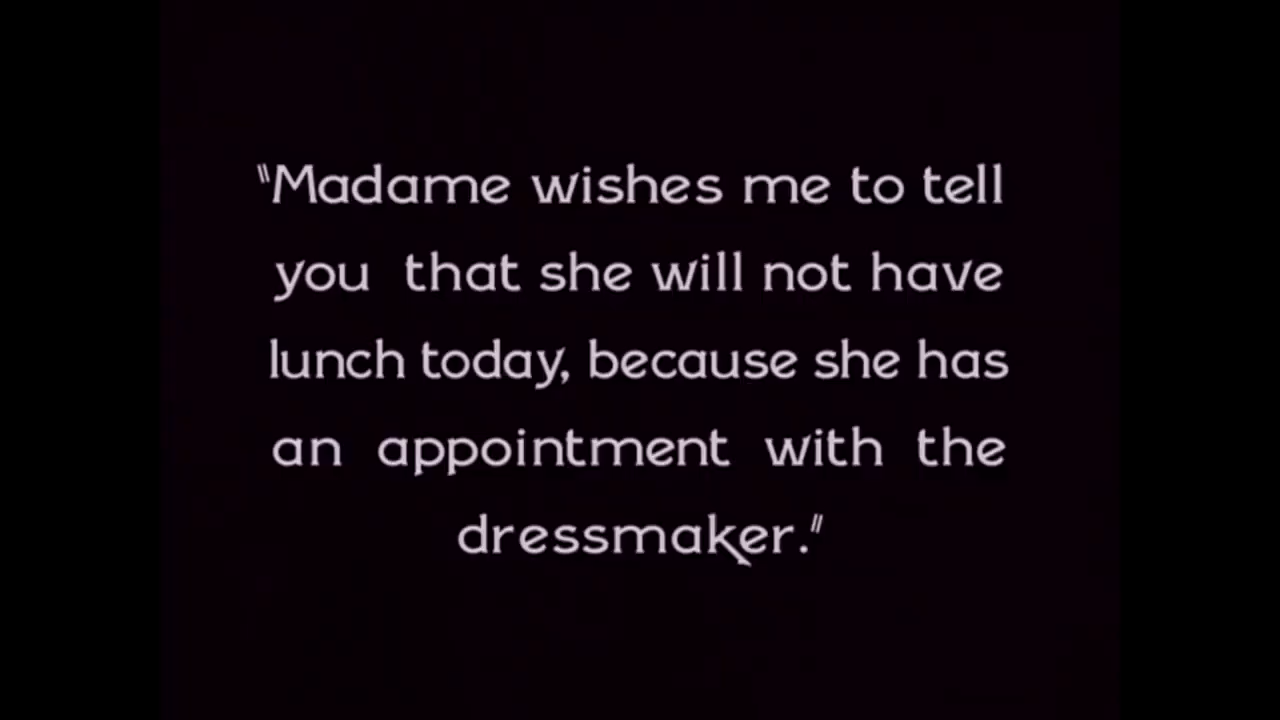 "Madame wishes me to tell
you that she will not have
lunch today, because she has
an appointment with the
dressmaker."